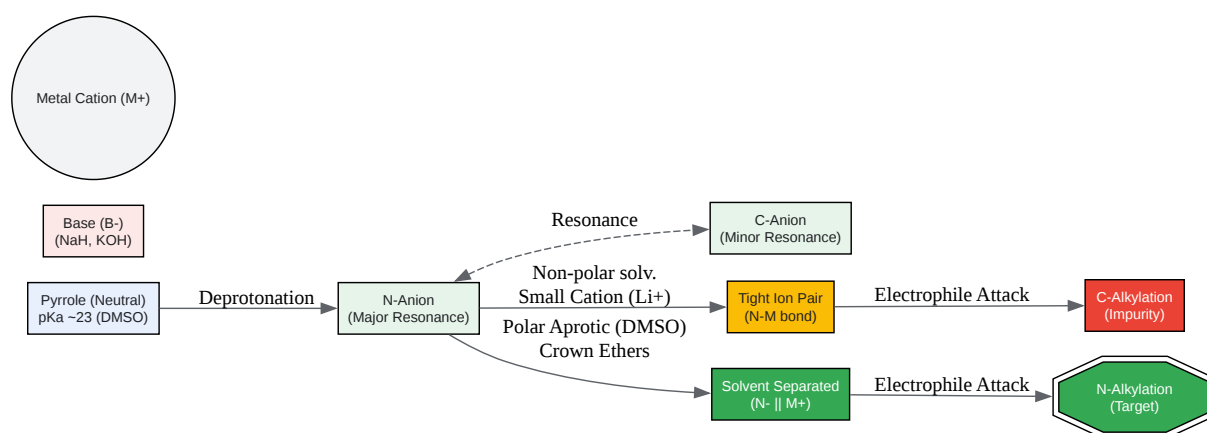 Metal Cation (M+)
Base (B-)
(NaH, KOH)
Pyrrole (Neutral)
pKa ~23 (DMSO)
Deprotonation
N-Anion
(Major Resonance)
Resonance
C-Anion
(Minor Resonance)
Non-polar solv.
Small Cation (Li+)
Tight Ion Pair
(N-M bond)
Electrophile Attack
C-Alkylation
(Impurity)
Polar Aprotic (DMSO)
Crown Ethers
Solvent Separated
(N- || M+)
Electrophile Attack
N-Alkylation
(Target)